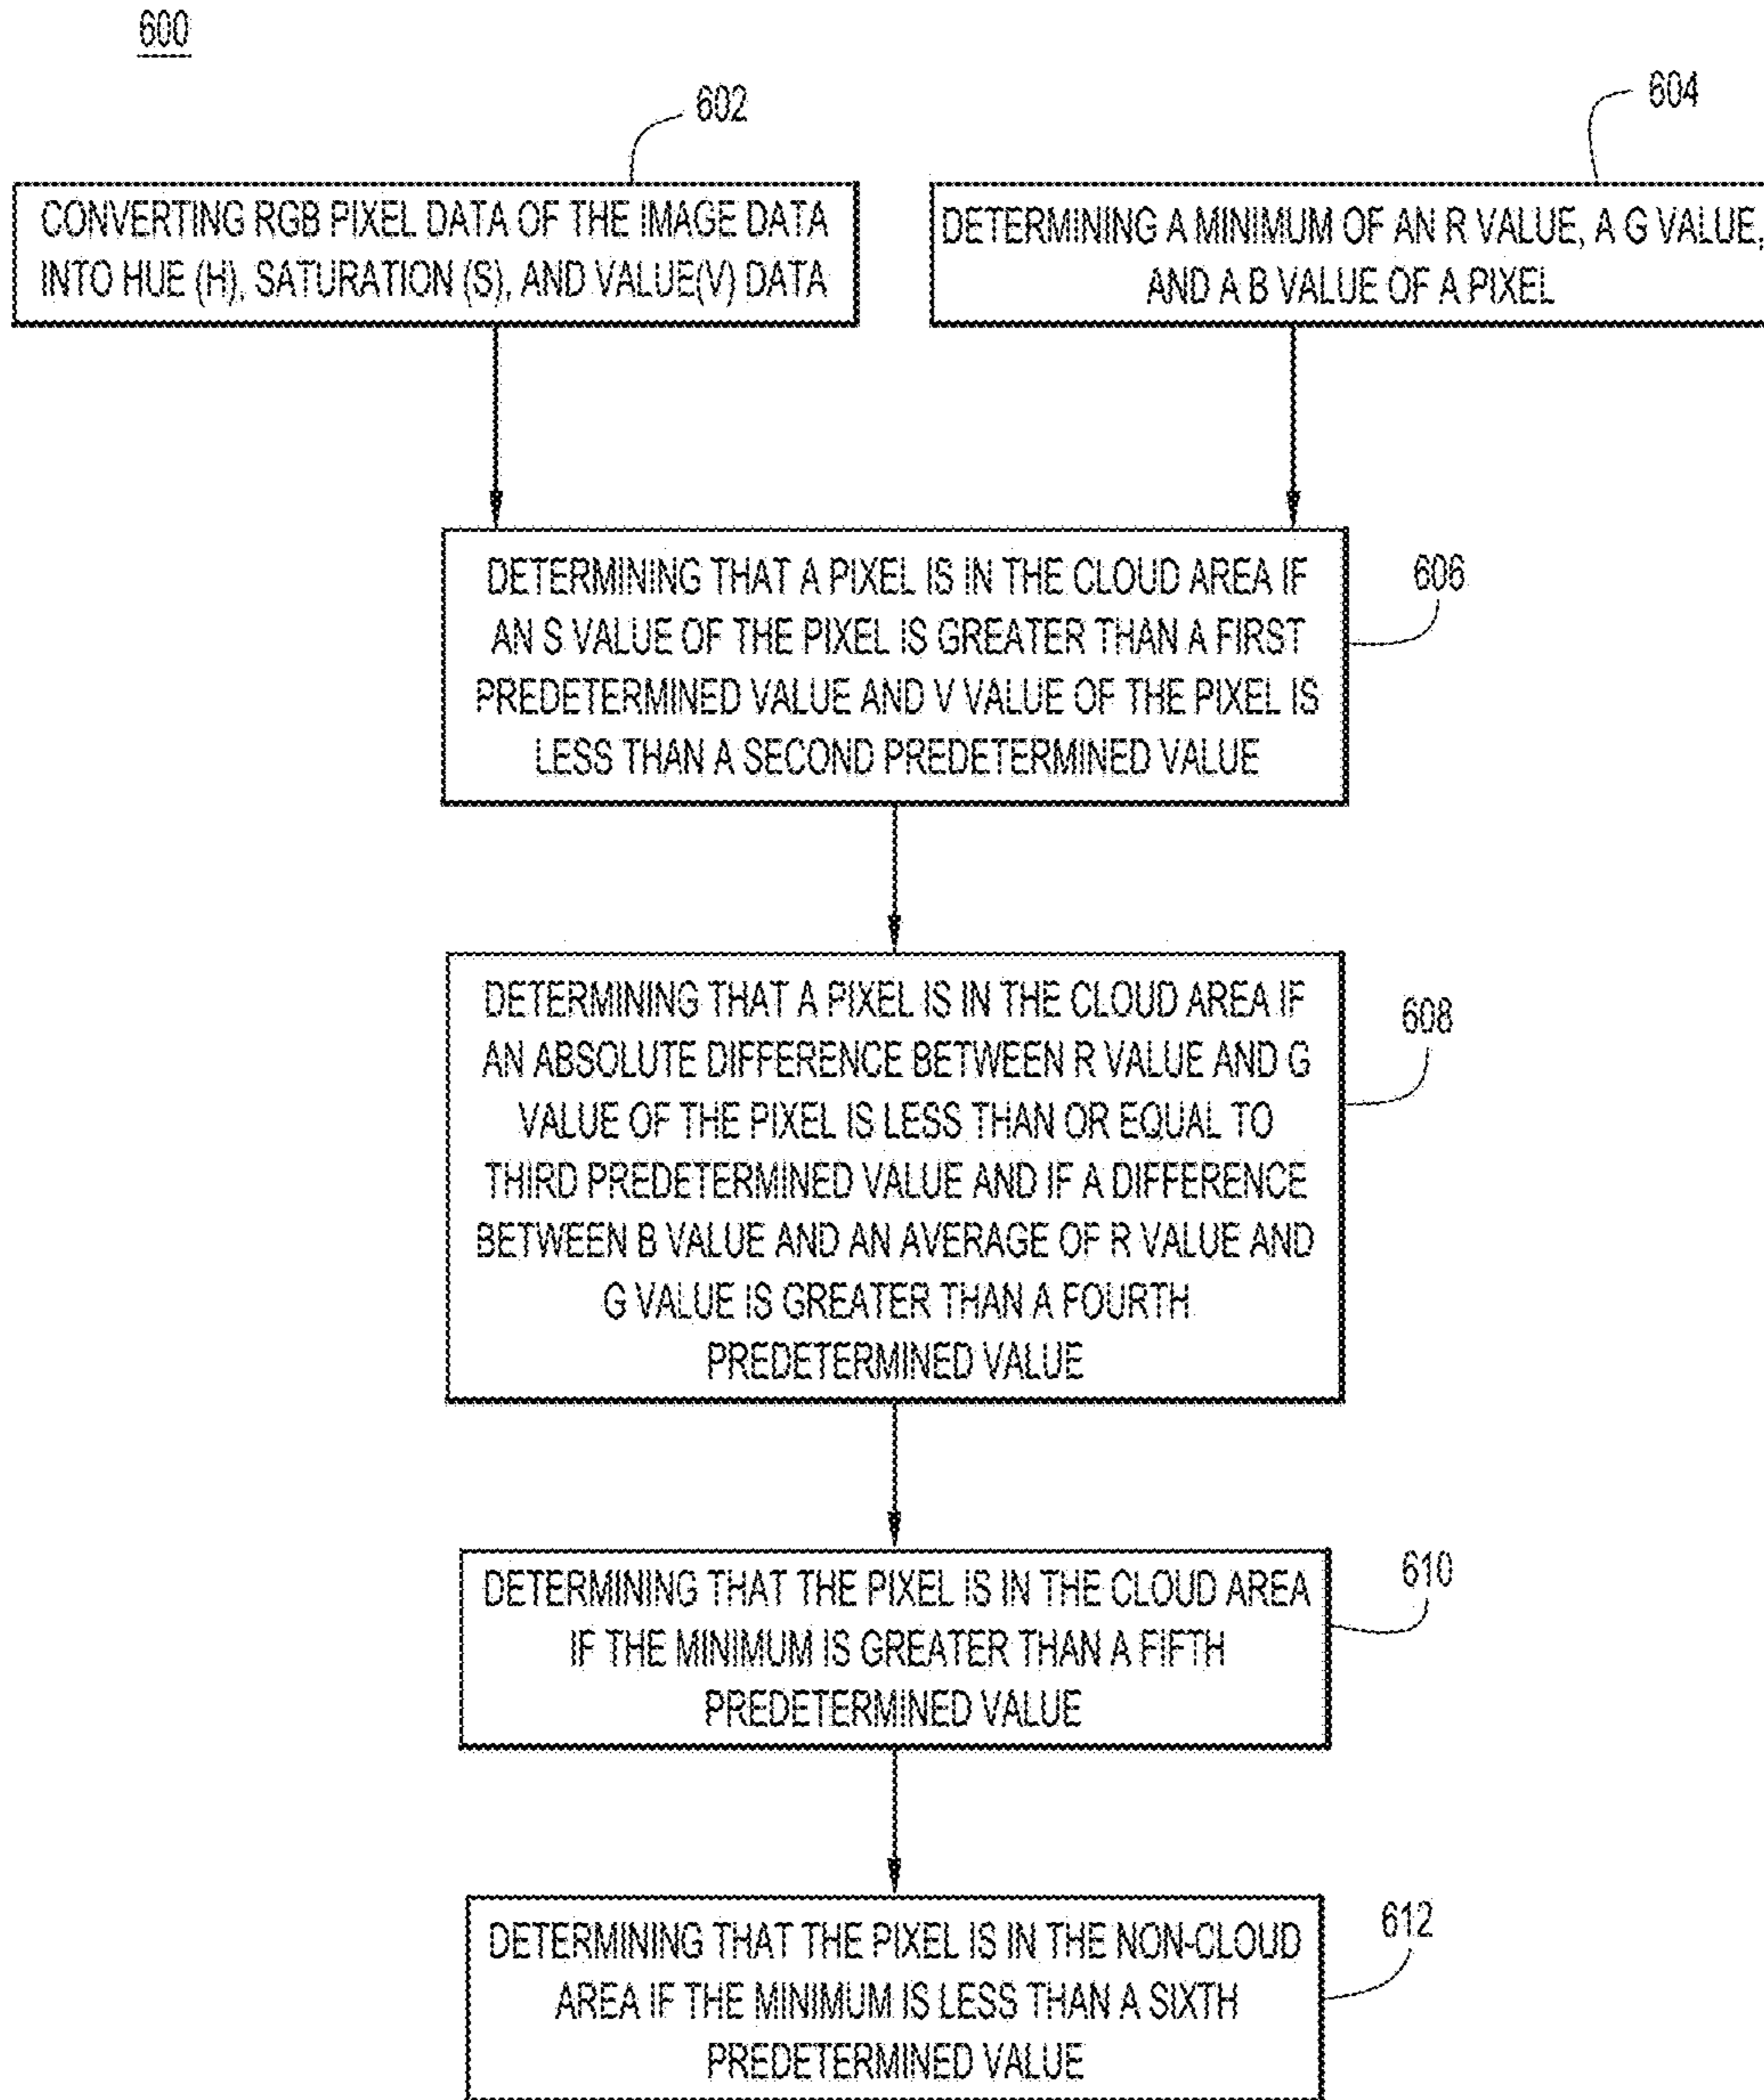 600
602
604
CONVERTING RGB PIXEL DATA OF THE IMAGE DATA
INTO HUE (H), SATURATION (S), AND VALUE(V) DATA
DETERMINING A MINIMUM OF AN R VALUE, A G VALUE,
AND A B VALUE OF A PIXEL
DETERMINING THAT A PIXEL IS IN THE CLOUD AREA IF
AN S VALUE OF THE PIXEL IS GREATER THAN A FIRST
PREDETERMINED VALUE AND V VALUE OF THE PIXEL IS
LESS THAN A SECOND PREDETERMINED VALUE
606
DETERMINING THAT A PIXEL IS IN THE CLOUD AREA IF
AN ABSOLUTE DIFFERENCE BETWEEN R VALUE AND G
VALUE OF THE PIXEL IS LESS THAN OR EQUAL TO
THIRD PREDETERMINED VALUE AND IF A DIFFERENCE
BETWEEN B VALUE AND AN AVERAGE OF R VALUE AND
G VALUE IS GREATER THAN A FOURTH
PREDETERMINED VALUE
608
DETERMINING THAT THE PIXEL IS IN THE CLOUD AREA
IF THE MINIMUM IS GREATER THAN A FIFTH
PREDETERMINED VALUE
610
DETERMINING THAT THE PIXEL IS IN THE NON-CLOUD
AREA IF THE MINIMUM IS LESS THAN A SIXTH
PREDETERMINED VALUE
612